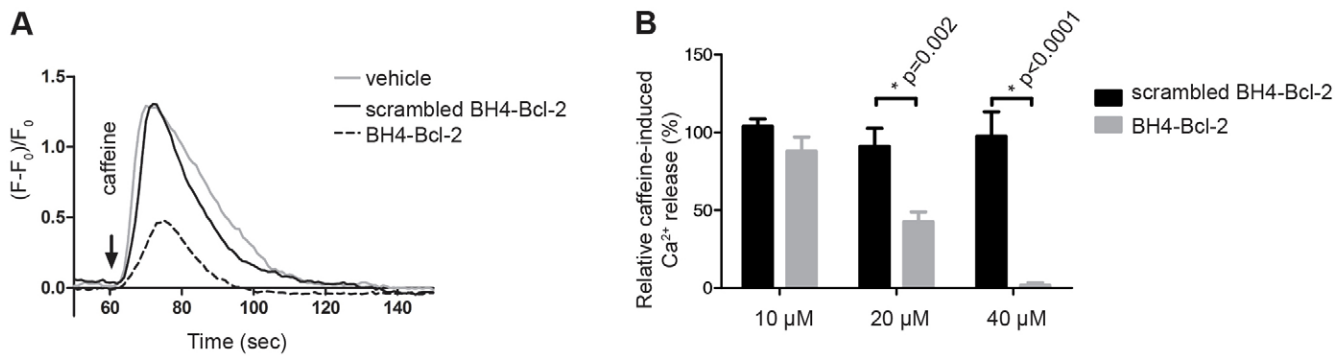 A
(F-F₀)/F₀
1.5
1.0
0.5
0.0
caffeine
vehicle
scrambled BH4-Bcl-2
BH4-Bcl-2
60
80
100
120
140
Time (sec)
B
Relative caffeine-induced
Ca²⁺ release (%)
150
100
50
0
* p=0.002
* p<0.0001
scrambled BH4-Bcl-2
BH4-Bcl-2
10 µM
20 µM
40 µM